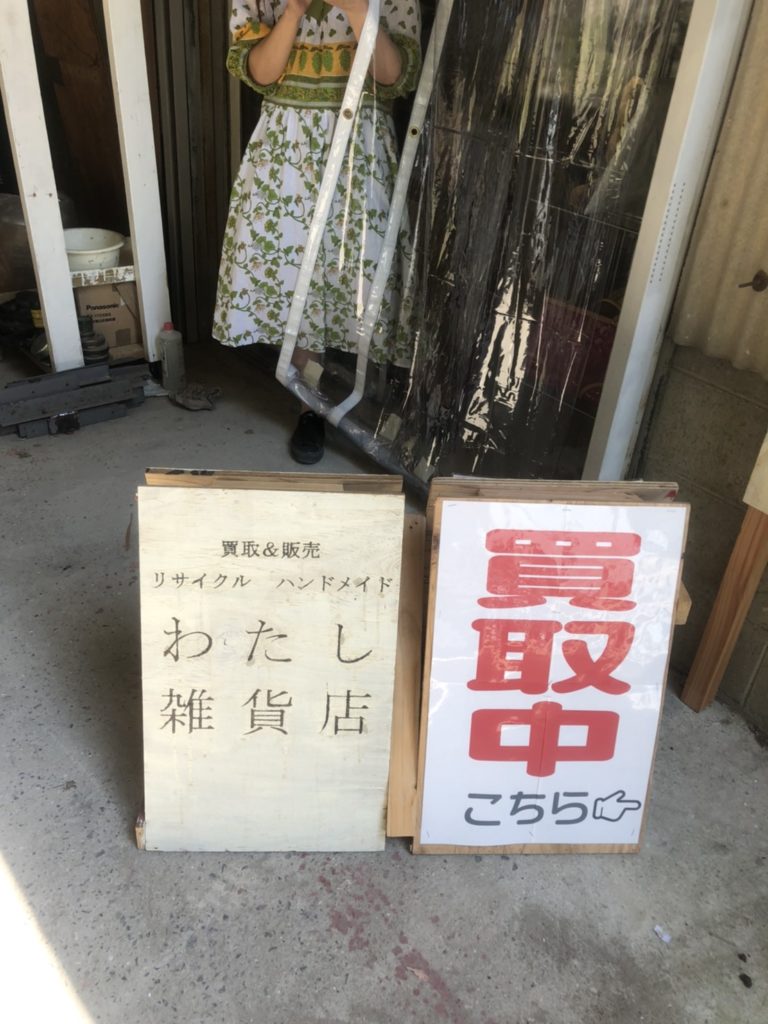 買取&販売
リサイクル ハンドメイド
わたし
雑貨店
買
取
中
こちら
Panasonic